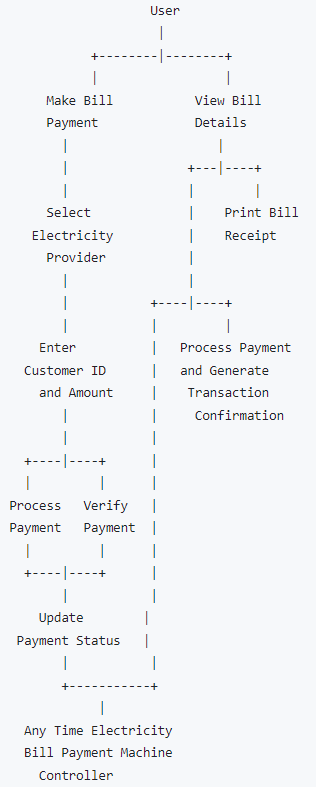 User
Make Bill View Bill
Payment Details
Select Print Bill
Electricity Receipt
Provider
Enter Process Payment
Customer ID and Generate
and Amount Transaction
Confirmation
Process Verify
Payment Payment
Update
Payment Status
Any Time Electricity
Bill Payment Machine
Controller